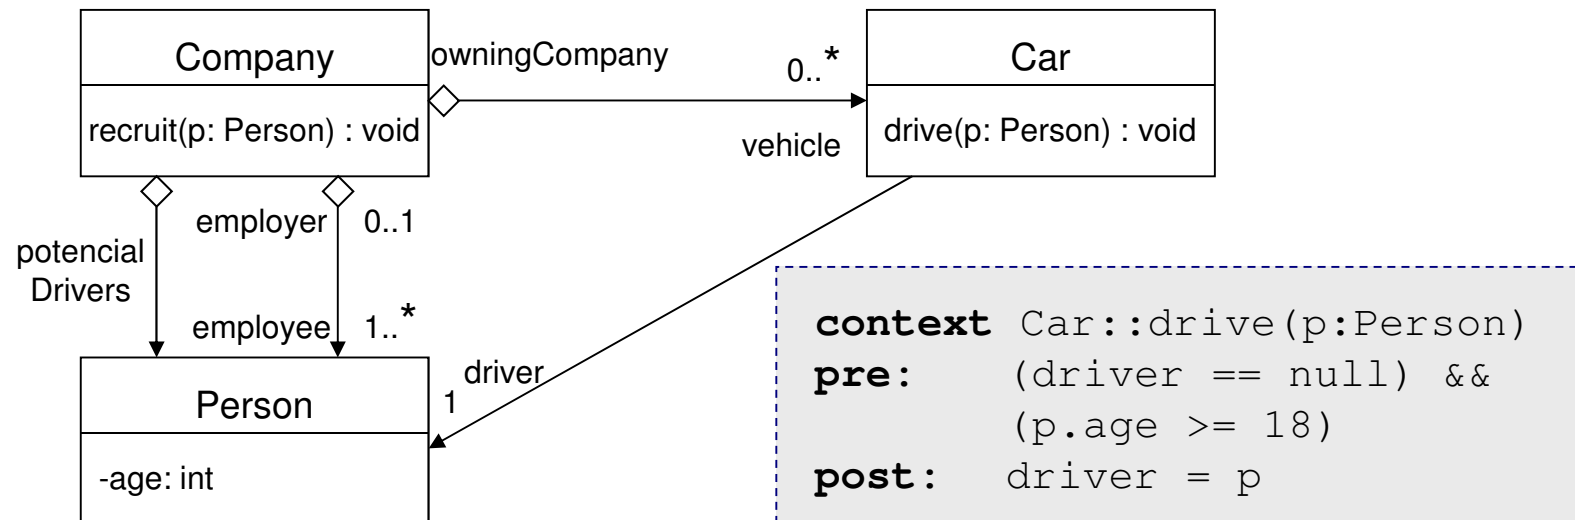 Company
recruit(p: Person) : void
owningCompany
0..*
vehicle
Car
drive(p: Person) : void
potencial
Drivers
employer
0..1
employee
1..*
driver
1
Person
-age: int
context Car::drive(p:Person)
pre: (driver == null) &&
(p.age >= 18)
post: driver = p